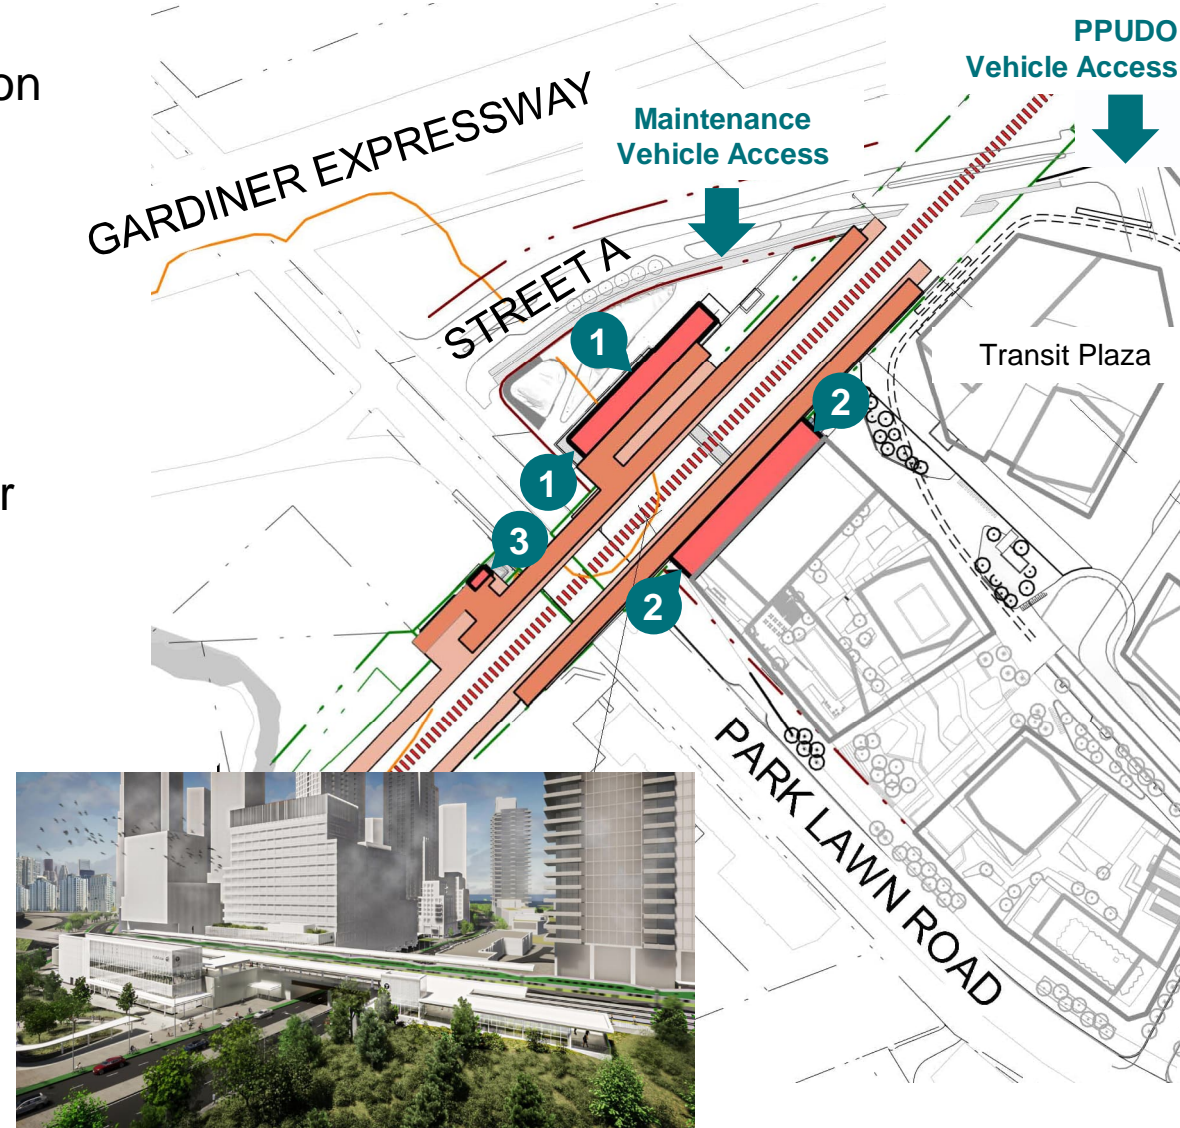 on
PPUDO
Vehicle Access
GARDINER EXPRESSWAY
Maintenance
Vehicle Access
STREET A
1
Transit Plaza
2
r
1
3
2
PARK LAWN ROAD